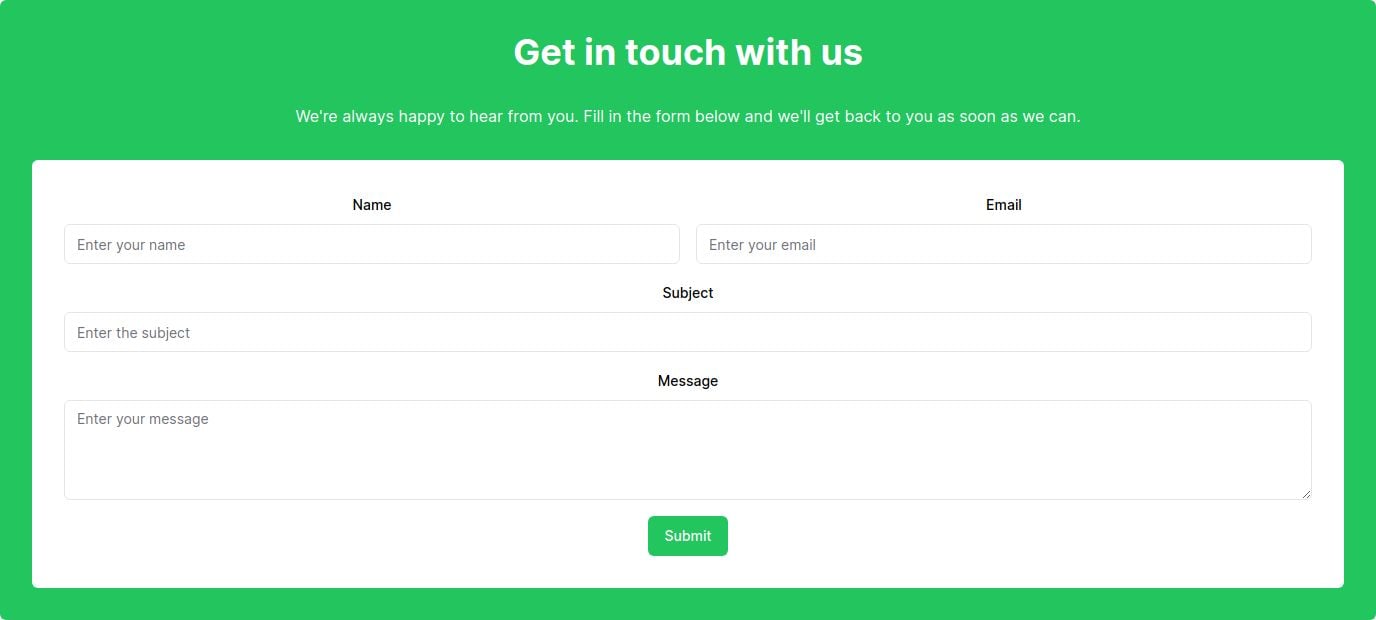 Get in touch with us
We're always happy to hear from you. Fill in the form below and we'll get back to you as soon as we can.
Name
Email
Enter your name
Enter your email
Subject
Enter the subject
Message
Enter your message
Submit